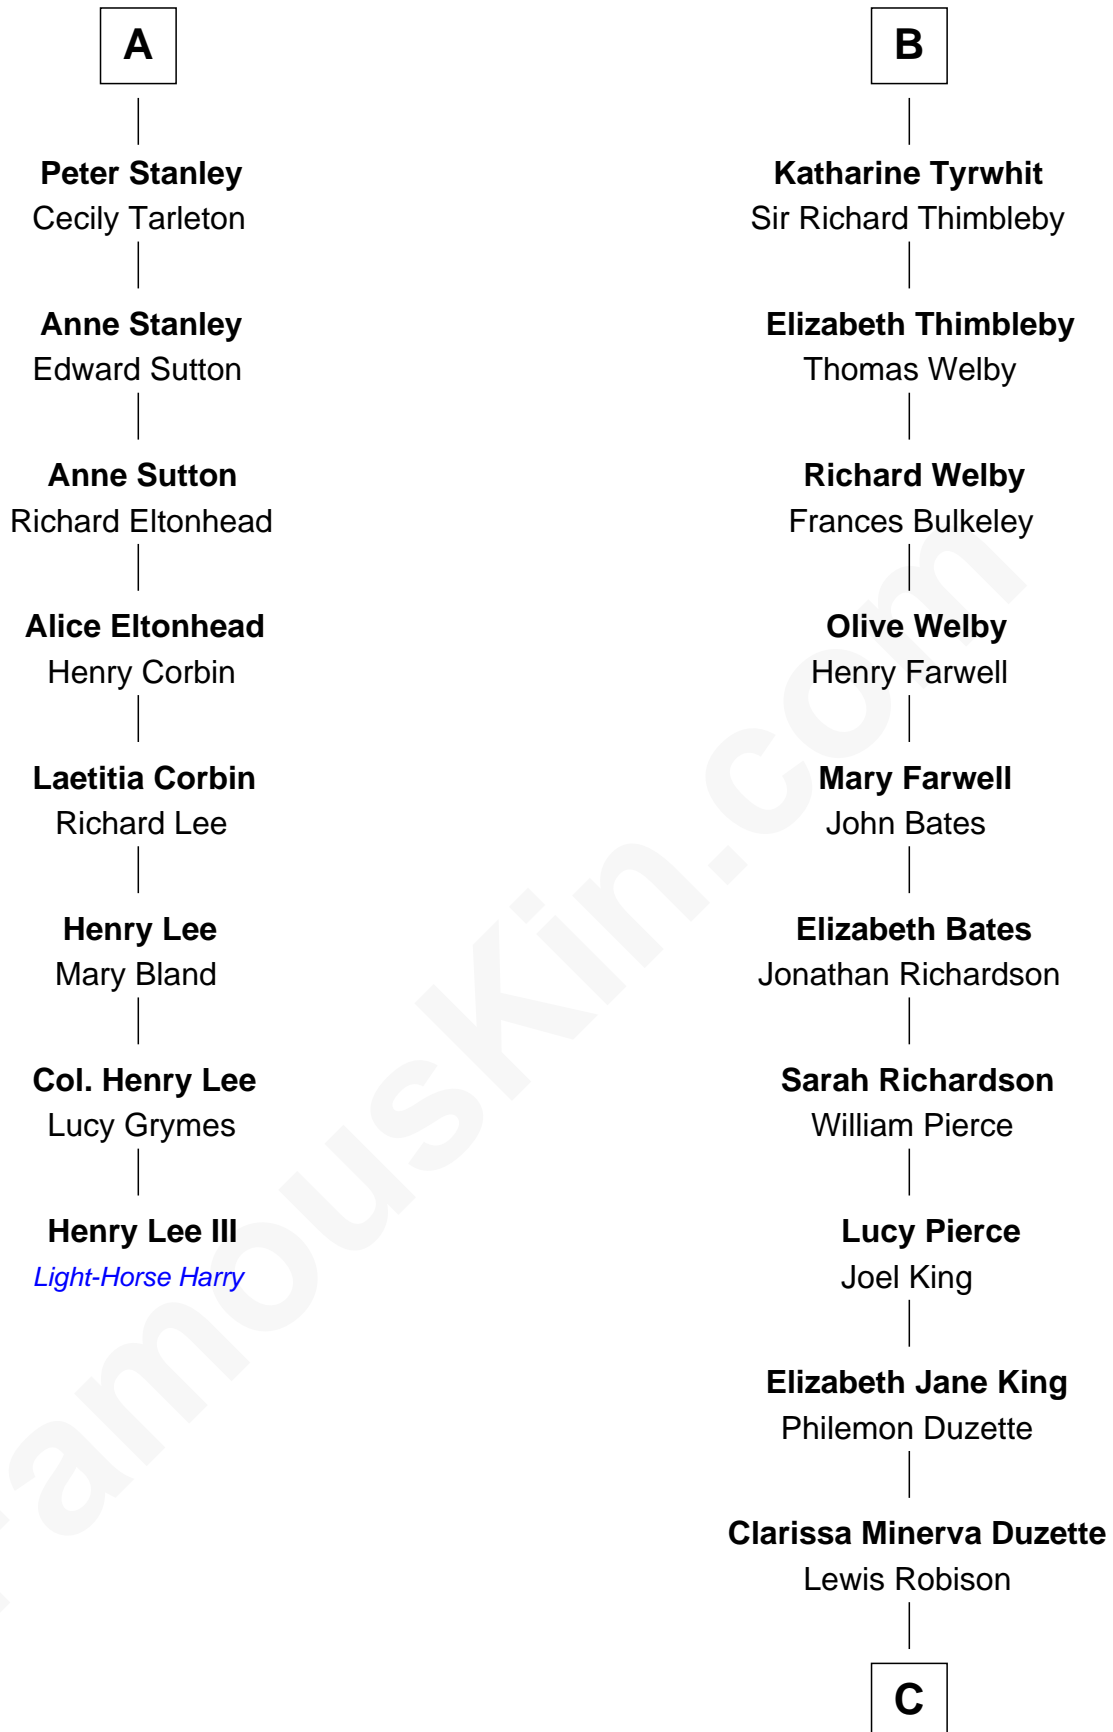 A
Peter Stanley
Cecily Tarleton
Anne Stanley
Edward Sutton
Anne Sutton
Richard Eltonhead
Alice Eltonhead
Henry Corbin
Laetitia Corbin
Richard Lee
Henry Lee
Mary Bland
Col. Henry Lee
Lucy Grymes
Henry Lee III
Light-Horse Harry
B
Katharine Tyrwhit
Sir Richard Thimbleby
Elizabeth Thimbleby
Thomas Welby
Richard Welby
Frances Bulkeley
Olive Welby
Henry Farwell
Mary Farwell
John Bates
Elizabeth Bates
Jonathan Richardson
Sarah Richardson
William Pierce
Lucy Pierce
Joel King
Elizabeth Jane King
Philemon Duzette
Clarissa Minerva Duzette
Lewis Robison
C
FamousKin.com